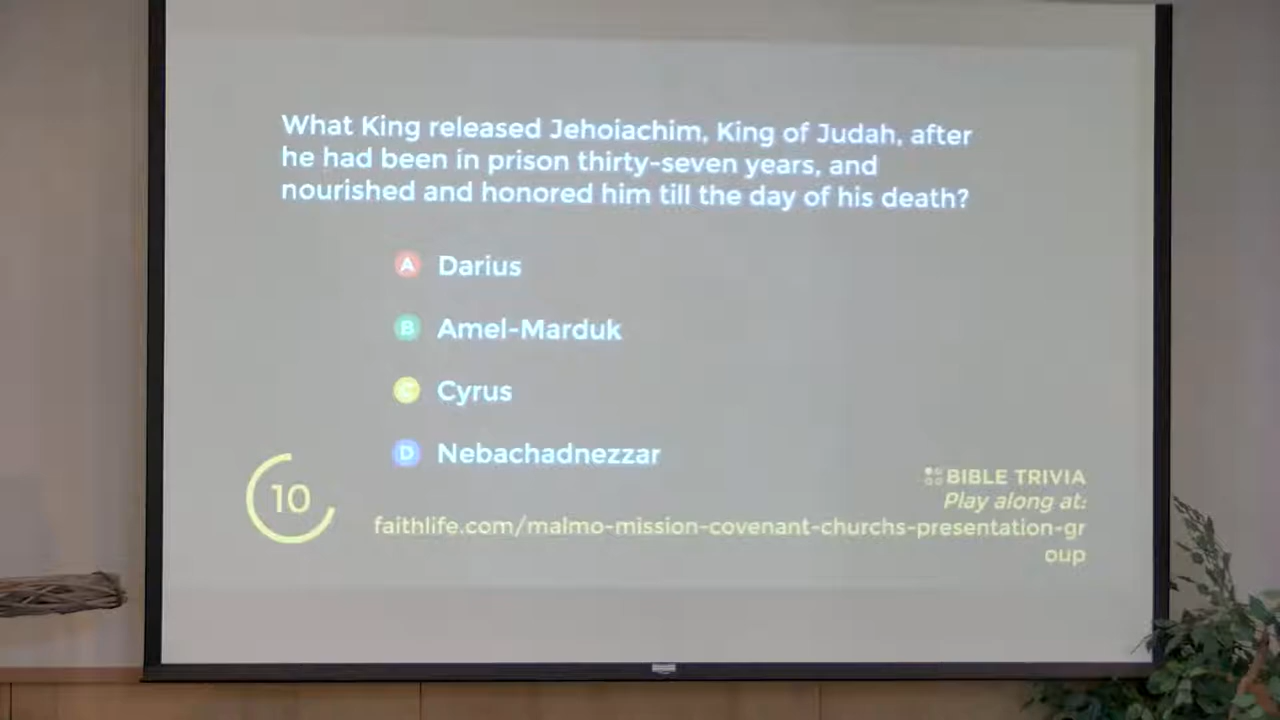 What King released Jehoiachim, King of Judah, after
he had been in prison thirty-seven years, and
nourished and honored him till the day of his death?
A Darius
B Amel-Marduk
C Cyrus
D Nebachadnezzar
10
BIBLE TRIVIA
Play along at:
faithlife.com/malmo-mission-covenant-churchs-presentation-gr
oup